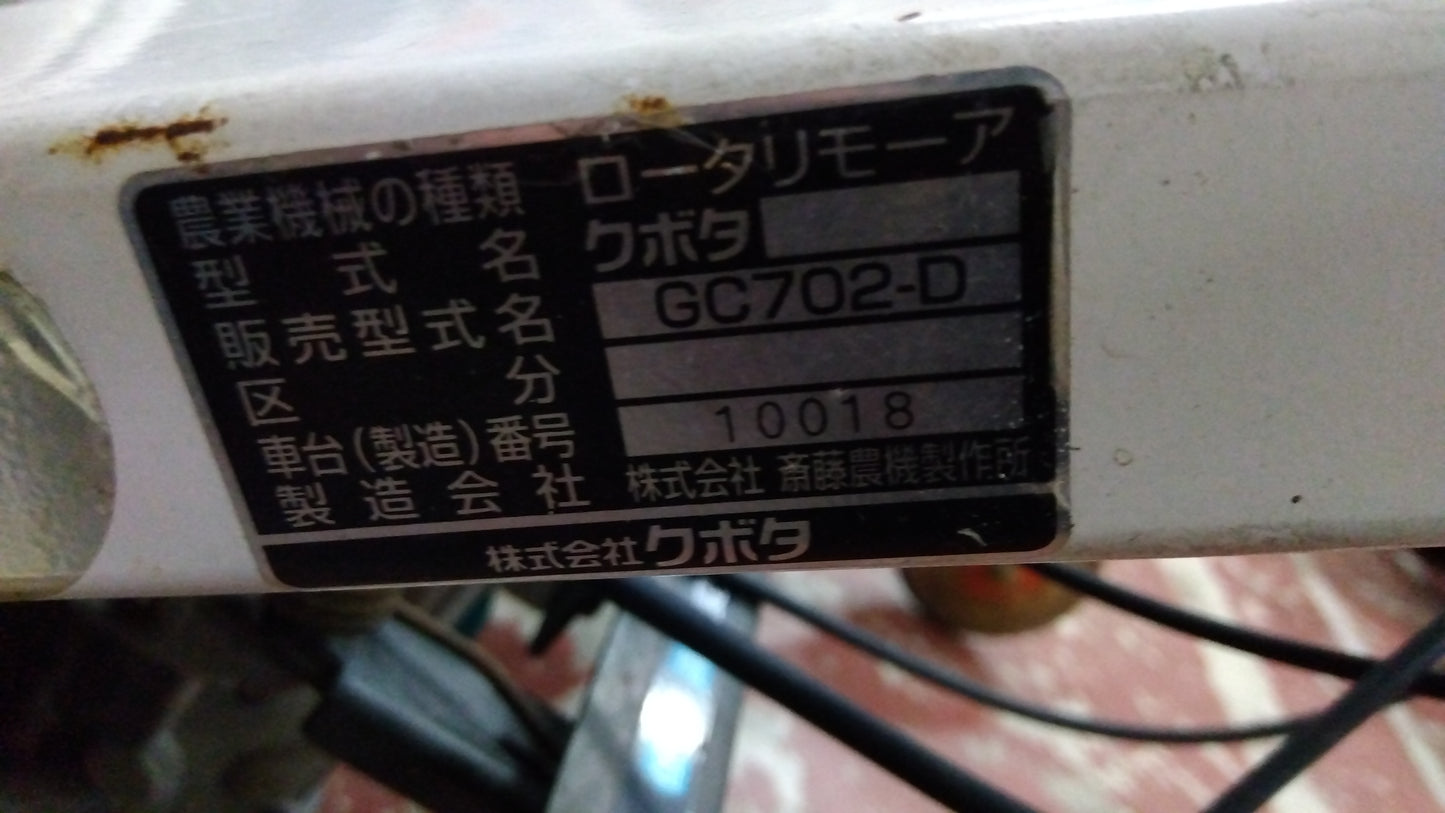 農業機械の種類 ロータリモーア
型式名 クボタ
販売型式名 GC702-D
区分
車台(製造)番号 10018
製造会社 株式会社 斎藤農機製作所
株式会社クボタ